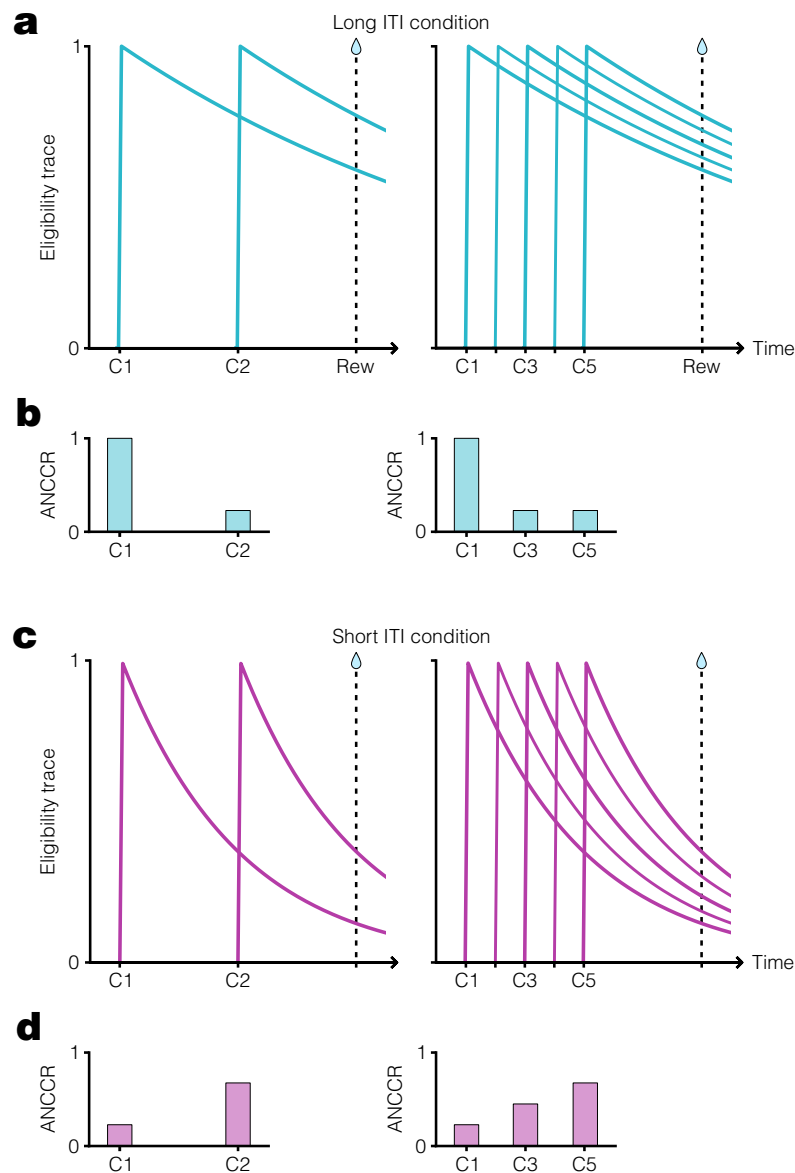 a
Long ITI condition
1
Eligibility trace
0
C1 C2 Rew
C1 C3 C5 Rew
Time
b
1
ANCCR
0
C1 C2
1
ANCCR
0
C1 C3 C5
c
Short ITI condition
1
Eligibility trace
0
C1 C2
C1 C3 C5
Time
d
1
ANCCR
0
C1 C2
1
ANCCR
0
C1 C3 C5